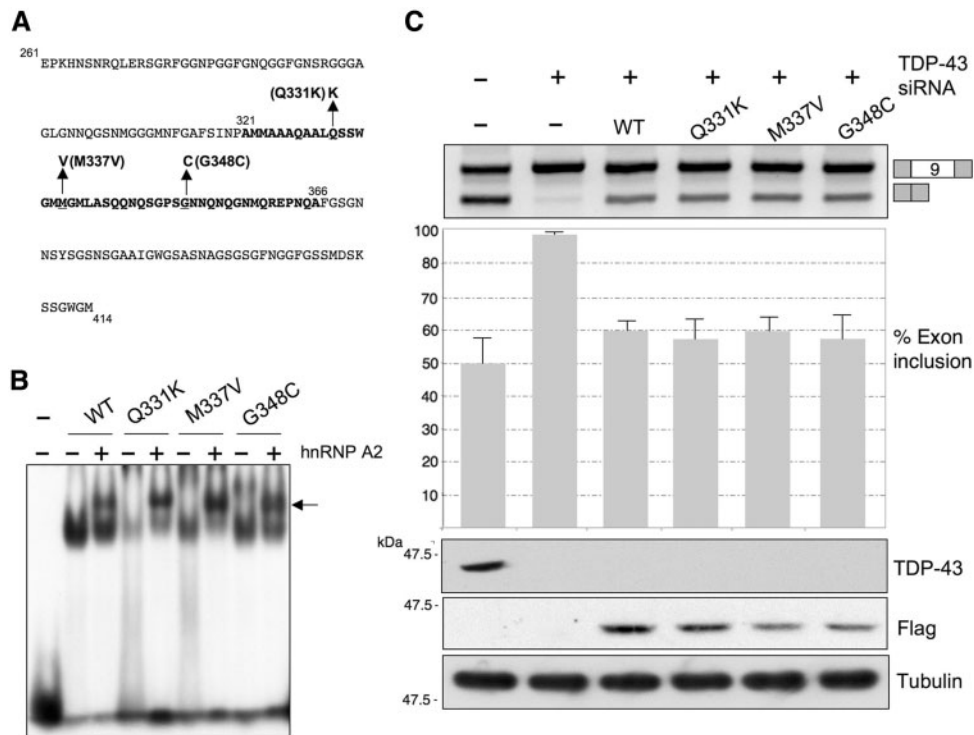 A
261
EPKHNSNRQLERSGRFGGNPGGFGNQGGFGNSRGGGA
(Q331K) K
321
GLGNNQGSNMGGGMNFGAFSINPAMMAAAQAALQSSW
V(M337V) C(G348C)
366
GMMGMLASQQNQSGPSGNNQNQGNMQREPNQAFGSGN
NSYSGSNSGAAIGWGSASNAGSGSGFNGGFGSSMDSK
SSGWGM
414
B
– WT Q331K M337V G348C
– – + – + – + – + hnRNP A2
C
– + + + + + TDP-43
siRNA
– – WT Q331K M337V G348C
9
100
90
80
70
60
50
40
30
20
10
% Exon
inclusion
kDa
47.5
TDP-43
47.5
Flag
Tubulin
47.5